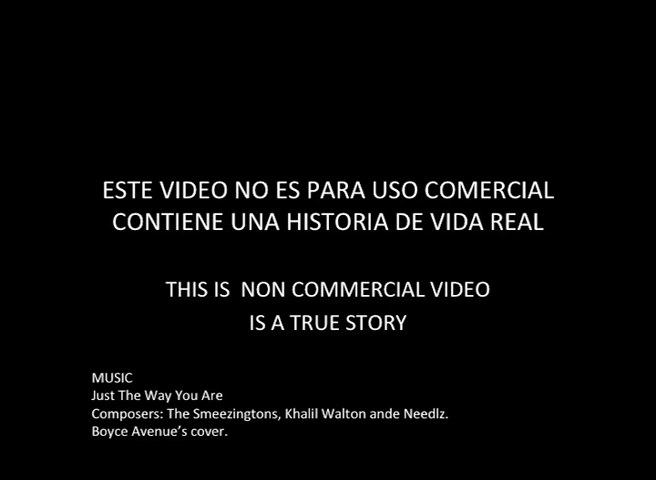 ESTE VIDEO NO ES PARA USO COMERCIAL
CONTIENE UNA HISTORIA DE VIDA REAL
THIS IS  NON COMMERCIAL VIDEO
IS A TRUE STORY
MUSIC
Just The Way You Are
Composers: The Smeezingtons, Khalil Walton ande Needlz.
Boyce Avenue's cover.